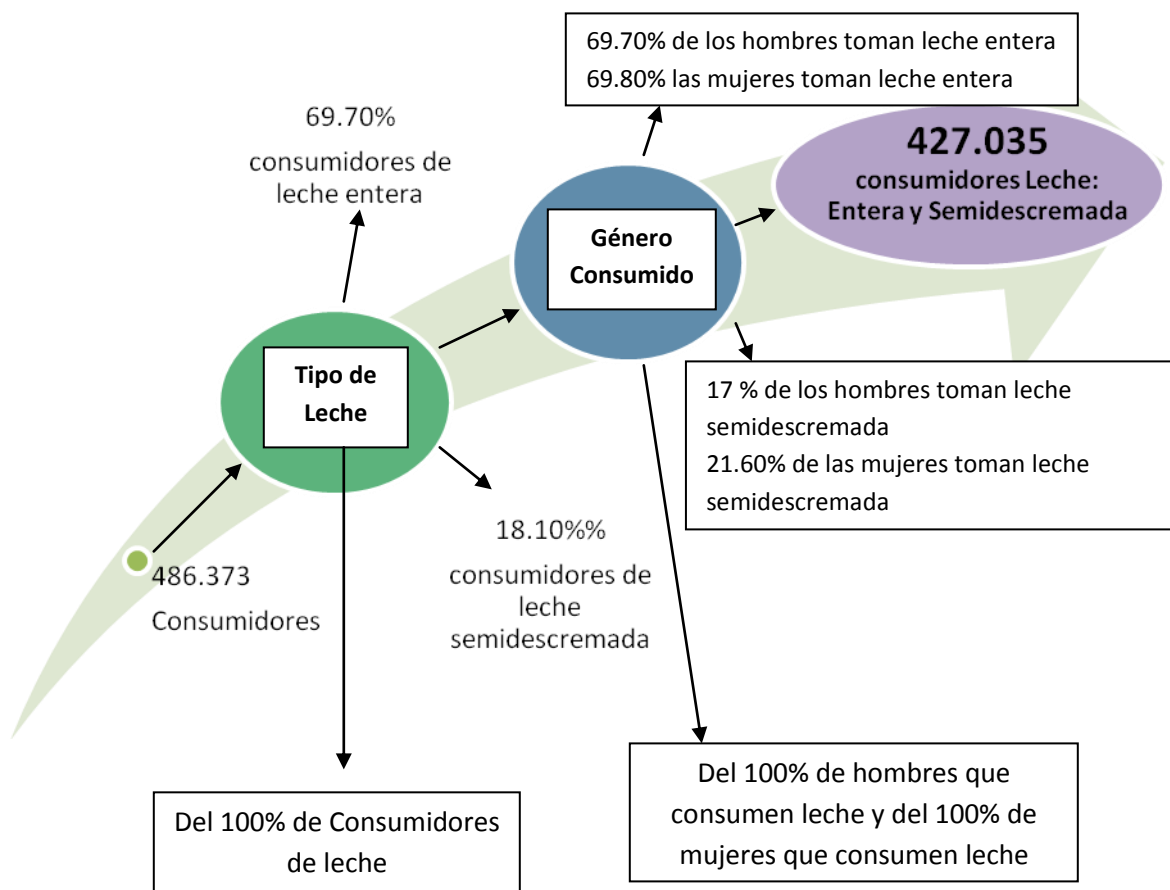 69.70% de los hombres toman leche entera
69.80% las mujeres toman leche entera
69.70%
consumidores de
leche entera
427.035
consumidores Leche:
Entera y Semidescremada
Género
Consumido
Tipo de
Leche
17 % de los hombres toman leche
semidescremada
21.60% de las mujeres toman leche
semidescremada
18.10%%
consumidores de
leche
semidescremada
486.373
Consumidores
Del 100% de Consumidores
de leche
Del 100% de hombres que
consumen leche y del 100% de
mujeres que consumen leche